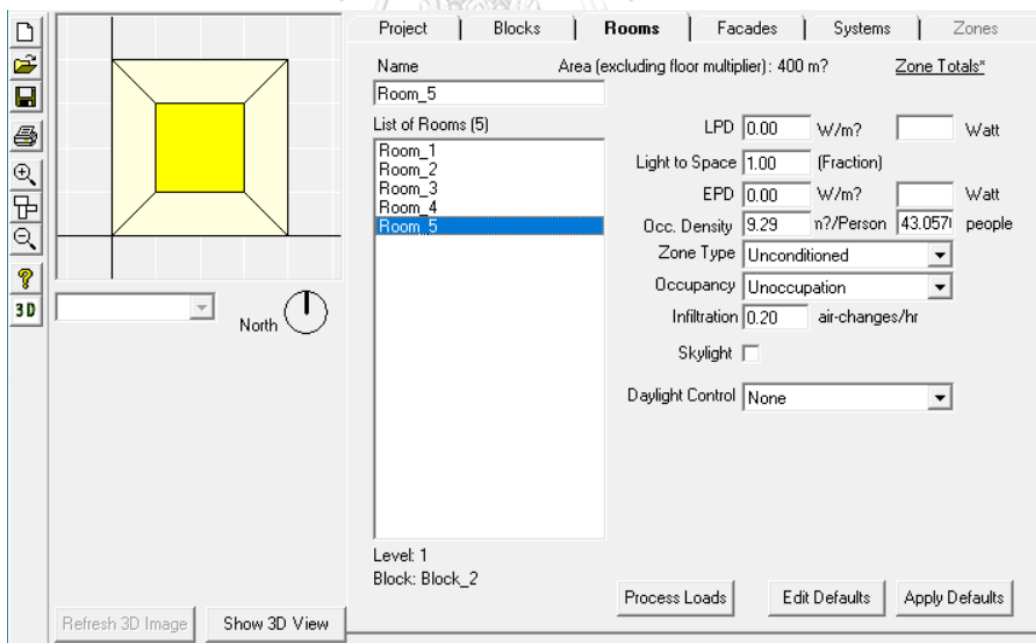 Project Blocks Rooms Facades Systems Zones
Name Area (excluding floor multiplier) : 400 m? Zone Totals*
Room_5
List of Rooms (5)
Room_1
Room_2
Room_3
Room_4
Room_5
LPD 0.00 W/m? Watt
Light to Space 1.00 (Fraction)
EPD 0.00 W/m? Watt
Occ. Density 9.29 m?/Person 43.057 people
Zone Type Unconditioned
Occupancy Unoccupation
Infiltration 0.20 air-changes/hr
Skylight
Daylight Control None
3D
North
Level: 1
Block: Block_2
Process Loads Edit Defaults Apply Defaults
Refresh 3D Image Show 3D View